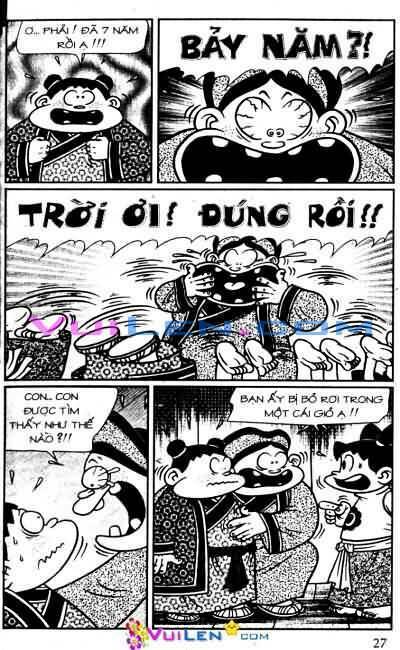 Ơ... PHẢI! ĐÃ 7 NĂM
RỒI Ạ!!!
BẢY NĂM?!
TRỜI ƠI! ĐÚNG RỒI!!
VUILEN.COM
CON... CON
ĐƯỢC TÌM
THẤY NHƯ THẾ
NÀO?!!
BẠN ẤY BỊ BỎ RƠI TRONG
MỘT CÁI GIỎ Ạ!!
27
VUILEN.COM